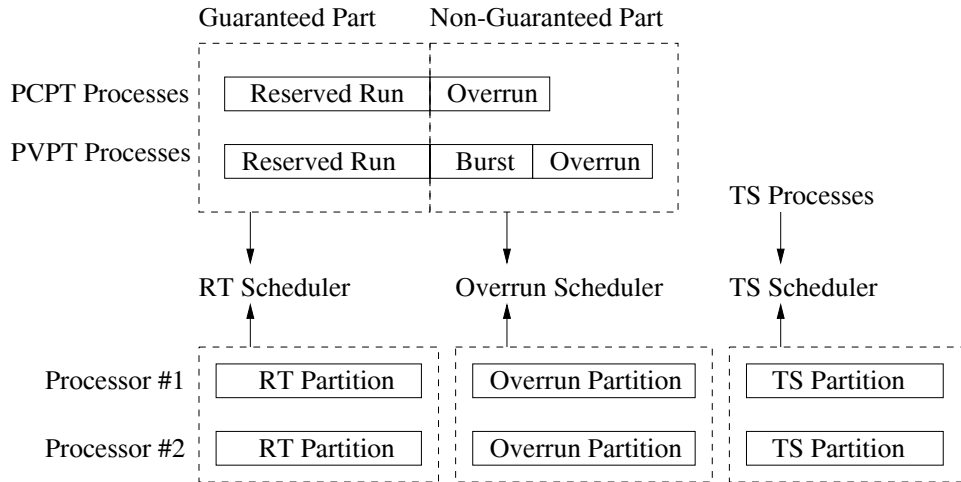 Guaranteed Part Non-Guaranteed Part
PCPT Processes Reserved Run Overrun
PVPT Processes Reserved Run Burst Overrun
TS Processes
RT Scheduler Overrun Scheduler TS Scheduler
Processor #1 RT Partition Overrun Partition TS Partition
Processor #2 RT Partition Overrun Partition TS Partition